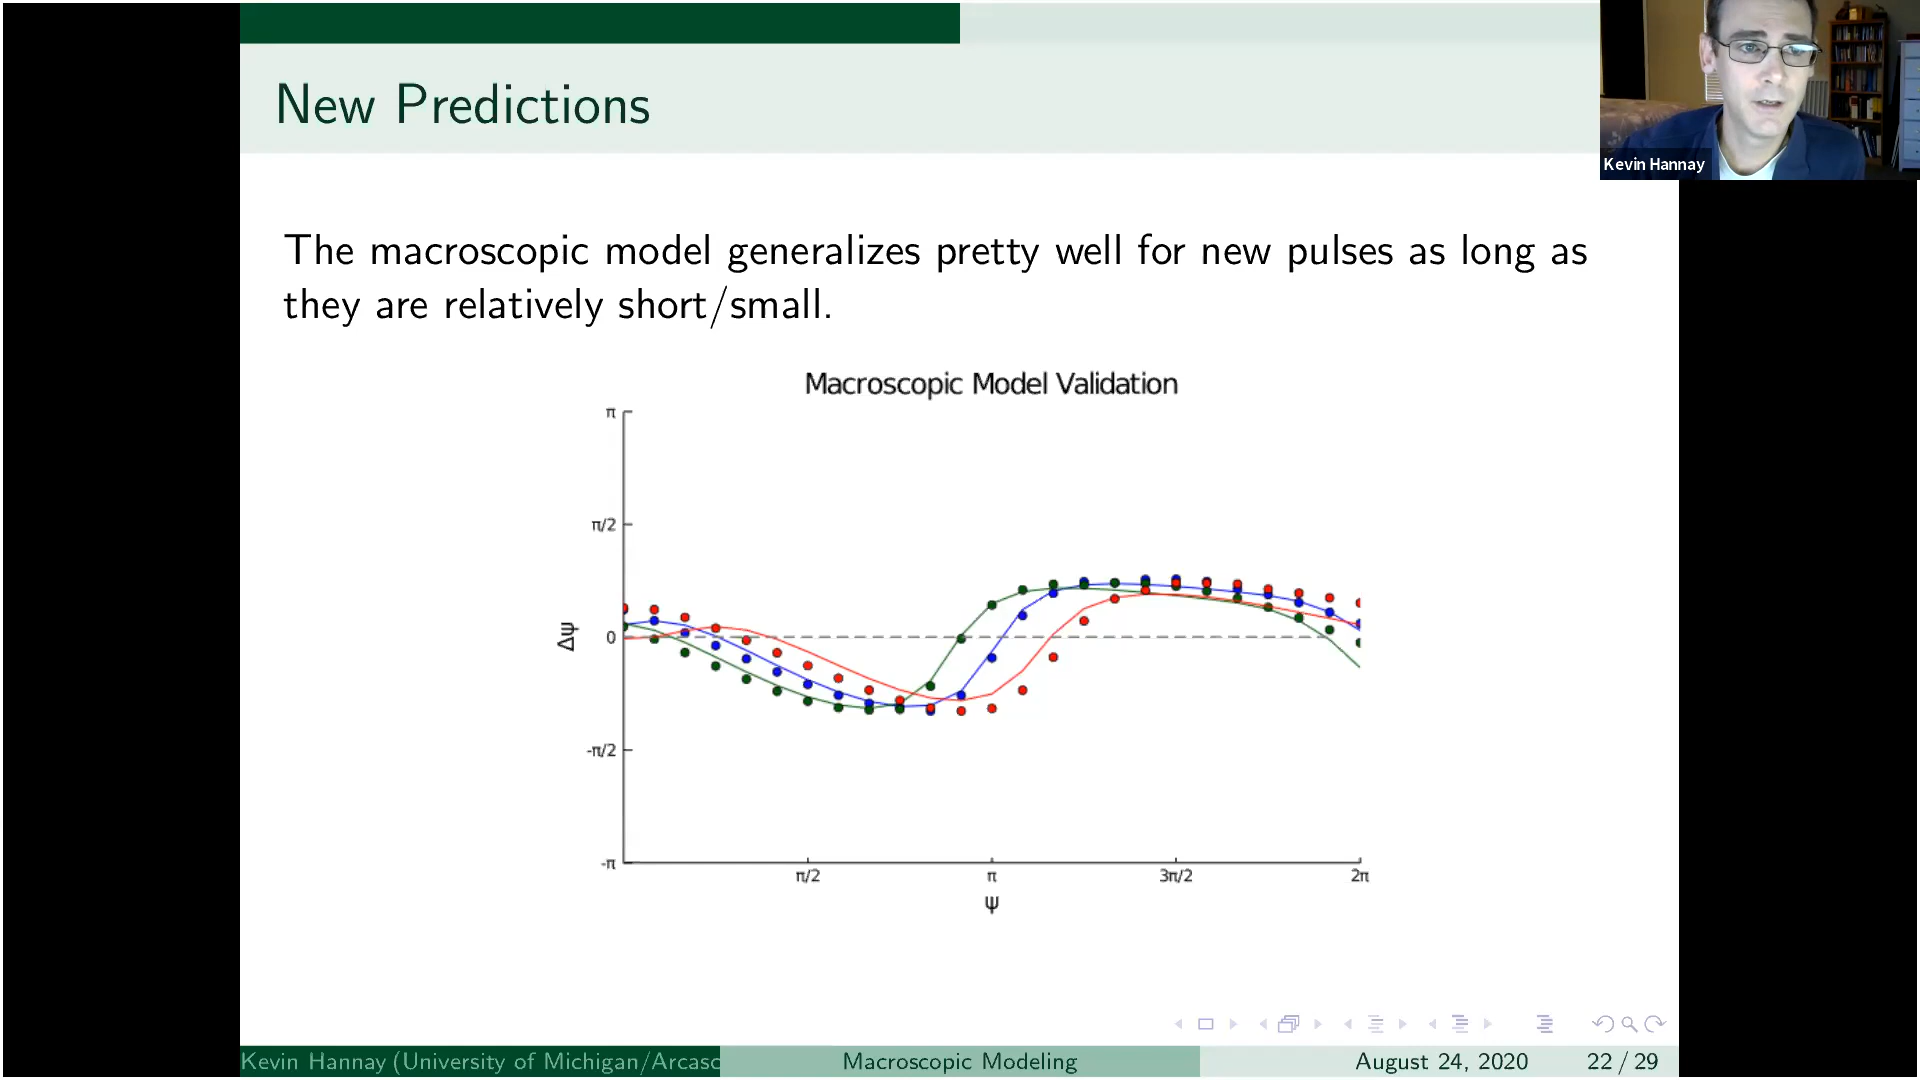 New Predictions
Kevin Hannay
The macroscopic model generalizes pretty well for new pulses as long as
they are relatively short/small.
Macroscopic Model Validation
π
π/2
0
-π/2
-π
Δψ
π/2 π 3π/2 2π
ψ
Kevin Hannay (University of Michigan/Arcasc
Macroscopic Modeling
August 24, 2020
22 / 29